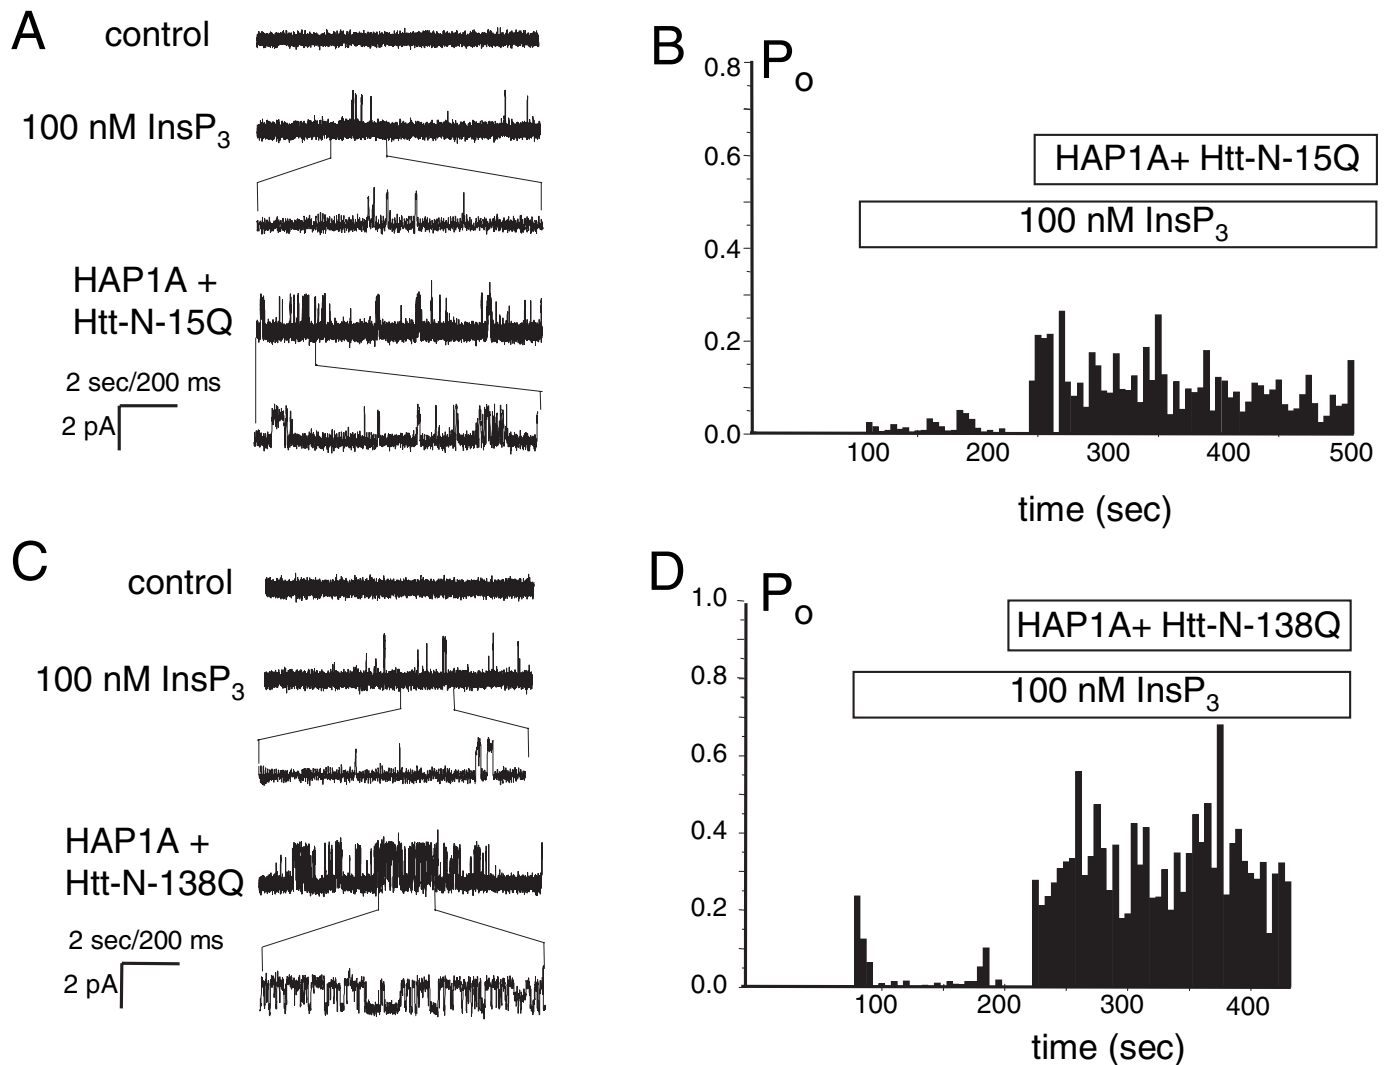 A
control
100 nM InsP3
HAP1A +
Htt-N-15Q
2 sec/200 ms
2 pA
B
Po
0.8
0.6
0.4
0.2
0.0
HAP1A+ Htt-N-15Q
100 nM InsP3
100 200 300 400 500
time (sec)
C
control
100 nM InsP3
HAP1A +
Htt-N-138Q
2 sec/200 ms
2 pA
D
Po
1.0
0.8
0.6
0.4
0.2
0.0
HAP1A+ Htt-N-138Q
100 nM InsP3
100 200 300 400
time (sec)